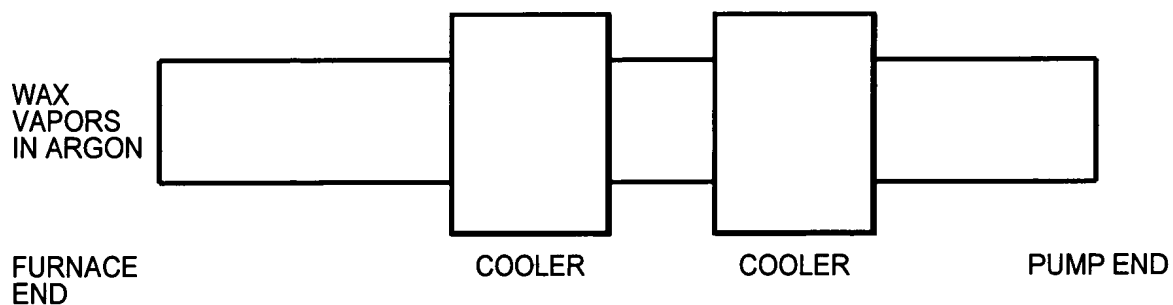 WAX
VAPORS
IN ARGON
FURNACE
END
COOLER
COOLER
PUMP END